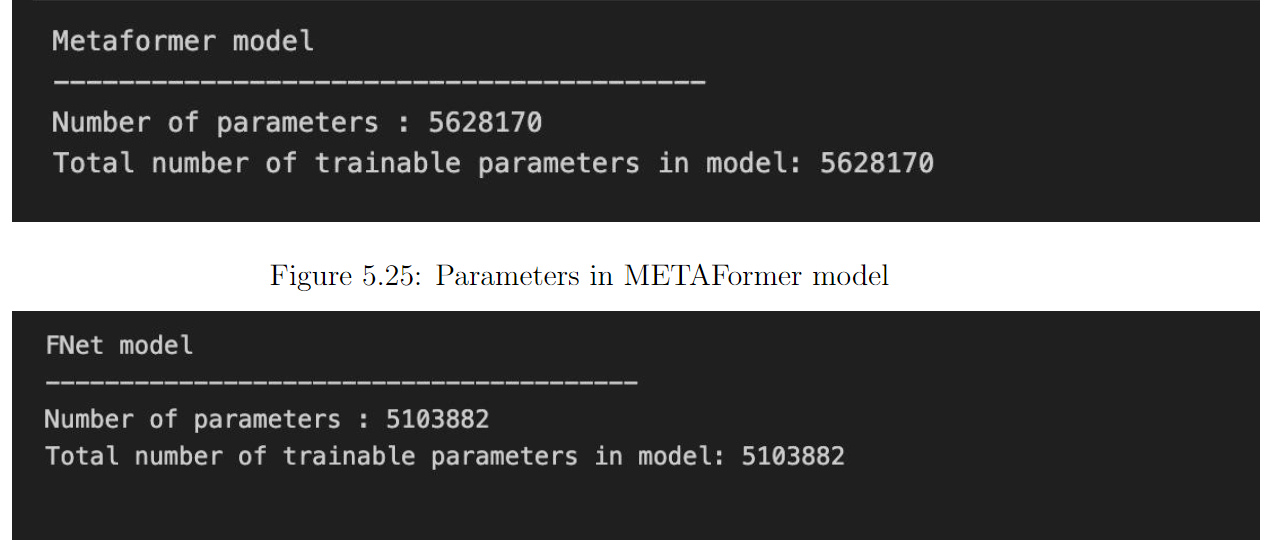 Metaformer model
----------------------------------------
Number of parameters : 5628170
Total number of trainable parameters in model: 5628170
Figure 5.25: Parameters in METAFormer model
FNet model
----------------------------------------
Number of parameters : 5103882
Total number of trainable parameters in model: 5103882